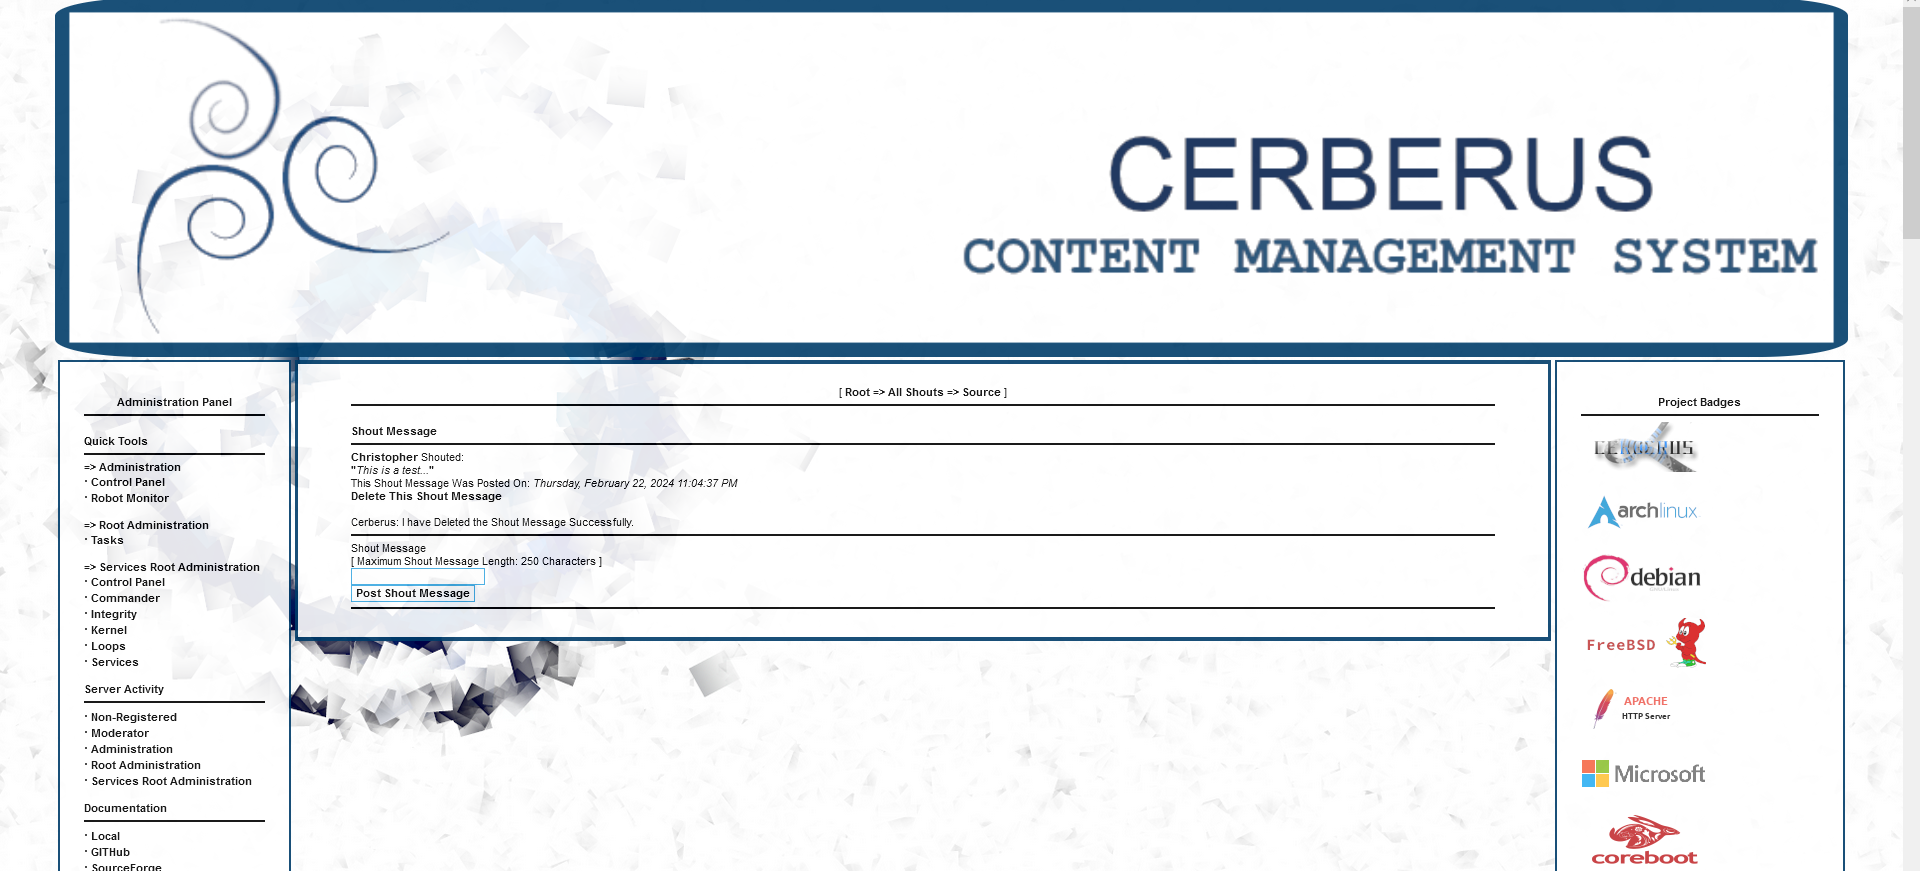 CERBERUS
CONTENT MANAGEMENT SYSTEM
Administration Panel
Quick Tools
=> Administration
· Control Panel
· Robot Monitor
=> Root Administration
· Tasks
=> Services Root Administration
· Control Panel
· Commander
· Integrity
· Kernel
· Loops
· Services
Server Activity
· Non-Registered
· Moderator
· Administration
· Root Administration
· Services Root Administration
Documentation
· Local
· GITHub
· SourceForge
[ Root => All Shouts => Source ]
Shout Message
Christopher Shouted:
"This is a test..."
This Shout Message Was Posted On: Thursday, February 22, 2024 11:04:37 PM
Delete This Shout Message
Cerberus: I have Deleted the Shout Message Successfully.
Shout Message
[ Maximum Shout Message Length: 250 Characters ]
Post Shout Message
Project Badges
CERBERUS
archlinux
debian
FreeBSD
APACHE
HTTP Server
Microsoft
coreboot